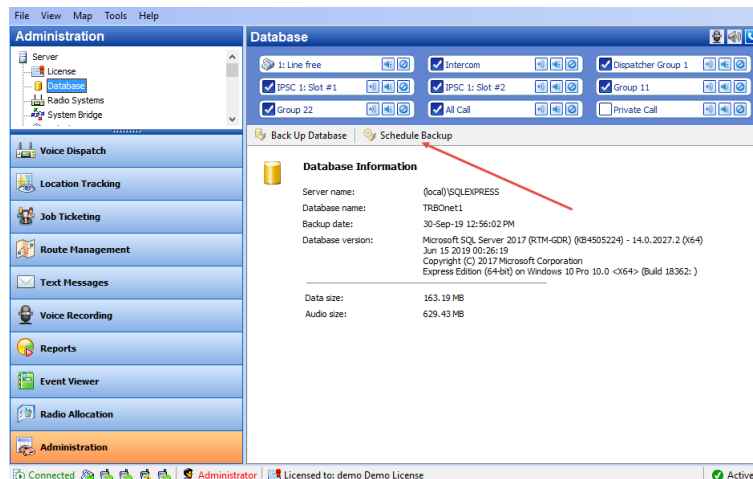 File View Map Tools Help
Administration
Database
Server
License
Database
Radio Systems
System Bridge
1: Line free
Intercom
Dispatcher Group 1
IPSC 1: Slot #1
IPSC 1: Slot #2
Group 11
Group 22
All Call
Private Call
Back Up Database
Schedule Backup
Voice Dispatch
Location Tracking
Job Ticketing
Route Management
Text Messages
Voice Recording
Reports
Event Viewer
Radio Allocation
Administration
Database Information
Server name: (local)\SQLEXPRESS
Database name: TRBOnet1
Backup date: 30-Sep-19 12:56:02 PM
Database version: Microsoft SQL Server 2017 (RTM-GDR) (KB4505224) - 14.0.2027.2 (X64)
Jun 15 2019 00:26:19
Copyright (C) 2017 Microsoft Corporation
Express Edition (64-bit) on Windows 10 Pro 10.0 <X64> (Build 18362: )
Data size: 163.19 MB
Audio size: 629.43 MB
Connected
Administrator
Licensed to: demo Demo License
Active